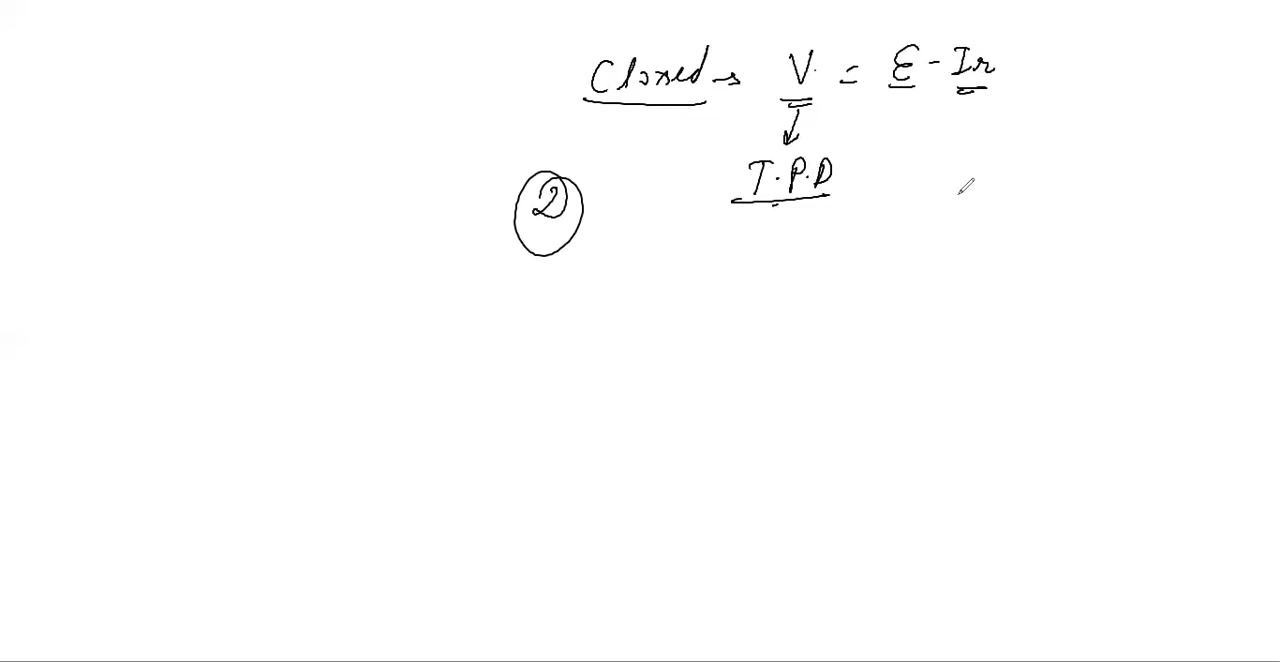 Closed → V = ε - Ir
↓
T.P.D
2